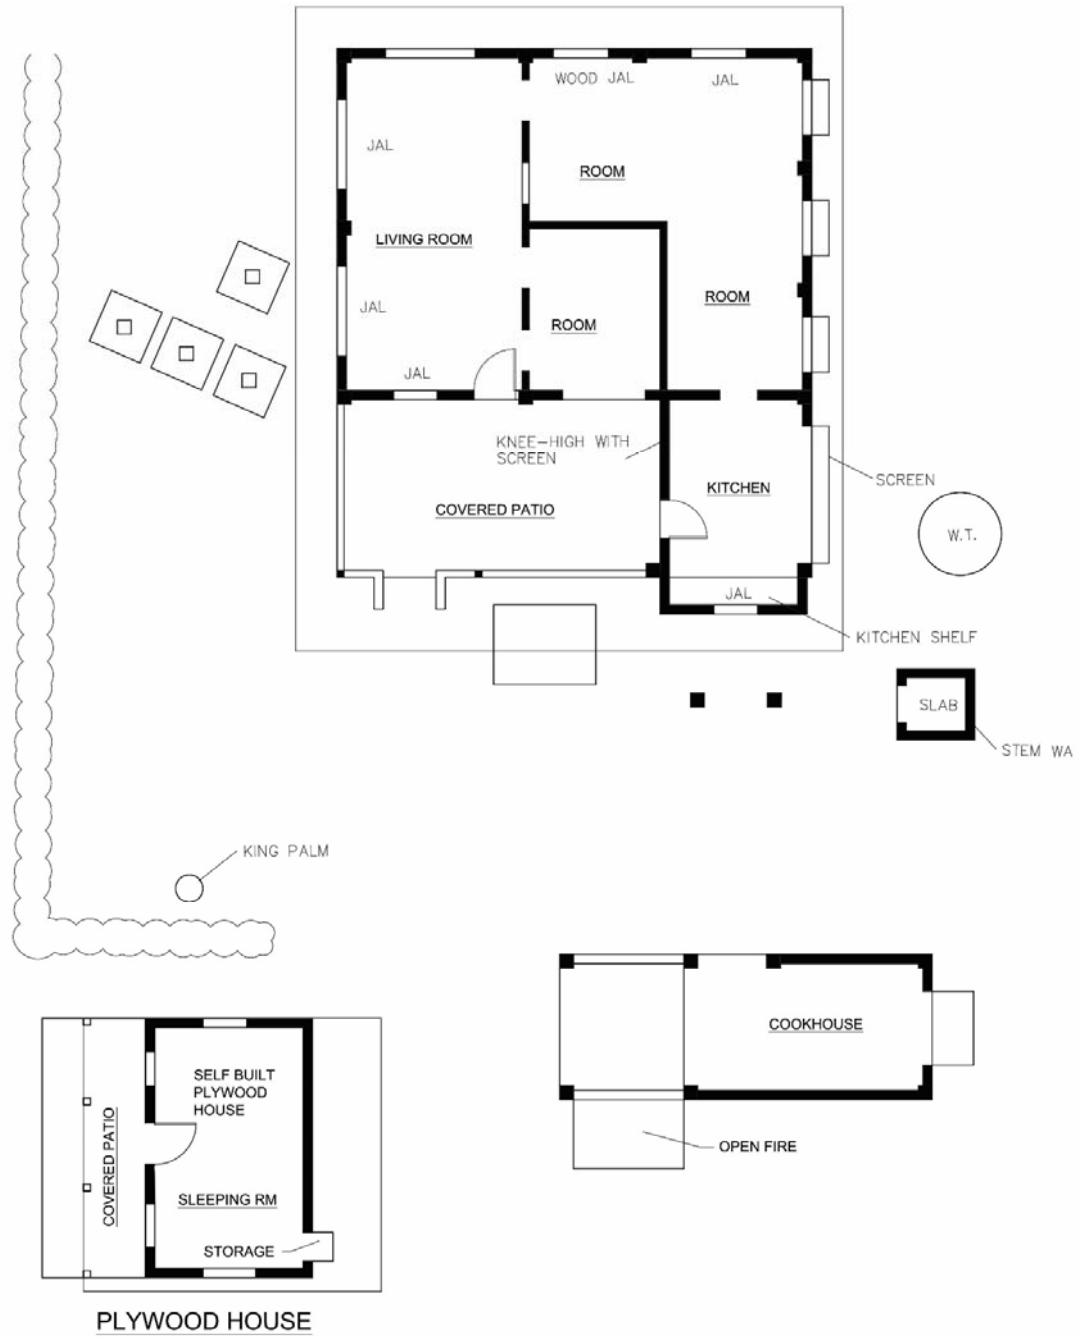 WOOD JAL
JAL
JAL
ROOM
LIVING ROOM
ROOM
JAL
ROOM
JAL
KNEE-HIGH WITH
SCREEN
SCREEN
KITCHEN
COVERED PATIO
W.T.
JAL
KITCHEN SHELF
SLAB
STEM WA
KING PALM
COOKHOUSE
SELF BUILT
PLYWOOD
HOUSE
COVERED PATIO
OPEN FIRE
SLEEPING RM
STORAGE
PLYWOOD HOUSE